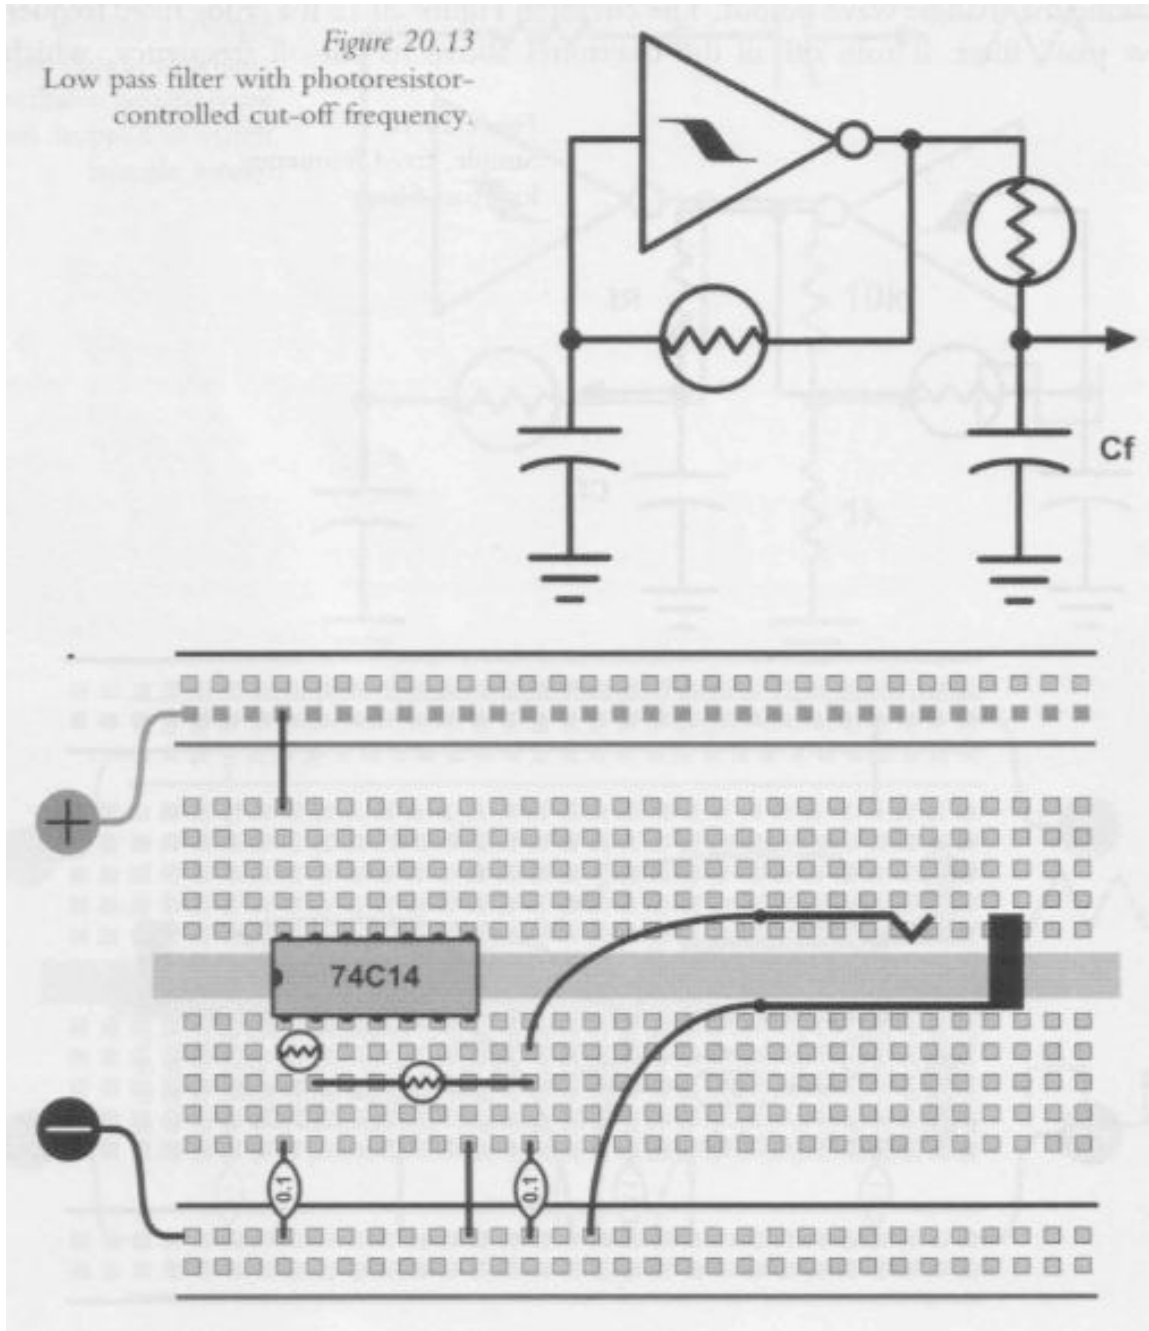 Figure 20.13
Low pass filter with photoresistor-
controlled cut-off frequency.
Cf
+
74C14
−
0.1
0.1